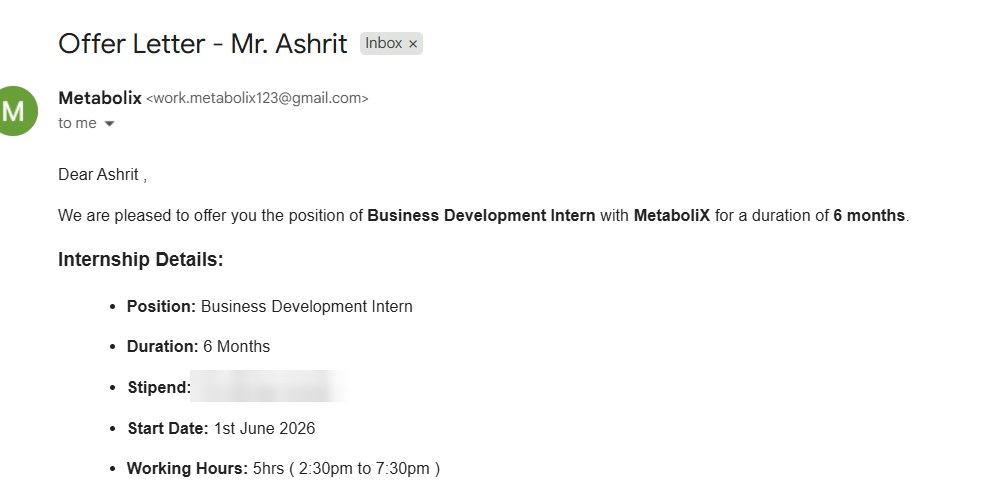 Offer Letter - Mr. Ashrit Inbox ×
M
Metabolix <work.metabolix123@gmail.com>
to me
Dear Ashrit ,
We are pleased to offer you the position of Business Development Intern with MetaboliX for a duration of 6 months.
Internship Details:
• Position: Business Development Intern
• Duration: 6 Months
• Stipend:
• Start Date: 1st June 2026
• Working Hours: 5hrs ( 2:30pm to 7:30pm )